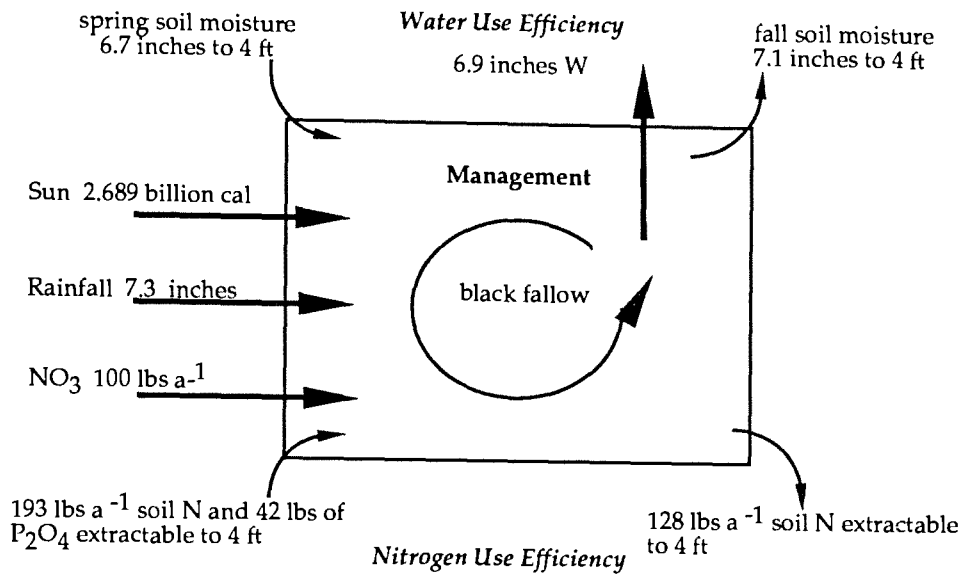 spring soil moisture
6.7 inches to 4 ft
Water Use Efficiency
6.9 inches W
fall soil moisture
7.1 inches to 4 ft
Management
Sun 2.689 billion cal
Rainfall 7.3 inches
black fallow
NO3 100 lbs a-1
193 lbs a -1 soil N and 42 lbs of
P2O4 extractable to 4 ft
128 lbs a -1 soil N extractable
to 4 ft
Nitrogen Use Efficiency